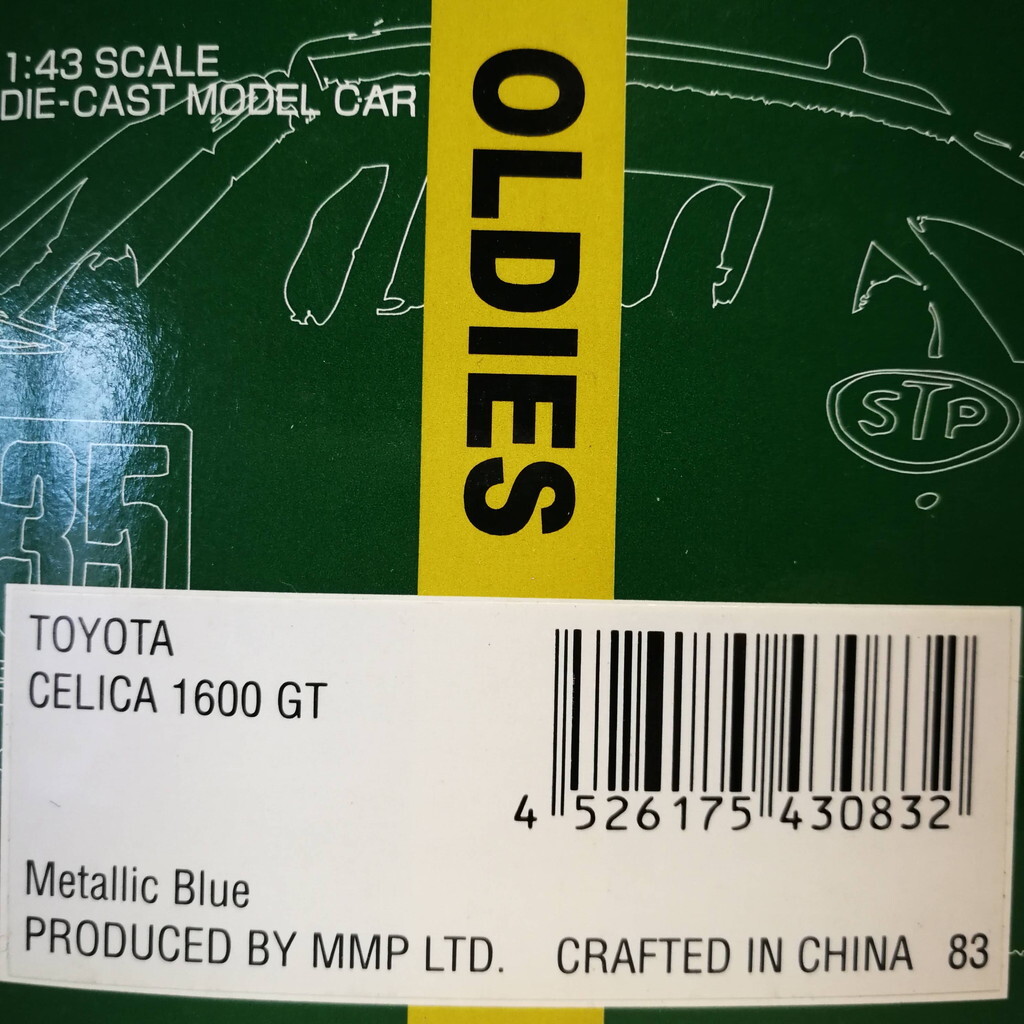 1:43 SCALE
DIE-CAST MODEL CAR
OLDIES
STP
35
TOYOTA
CELICA 1600 GT
4 526175 430832
Metallic Blue
PRODUCED BY MMP LTD. CRAFTED IN CHINA 83